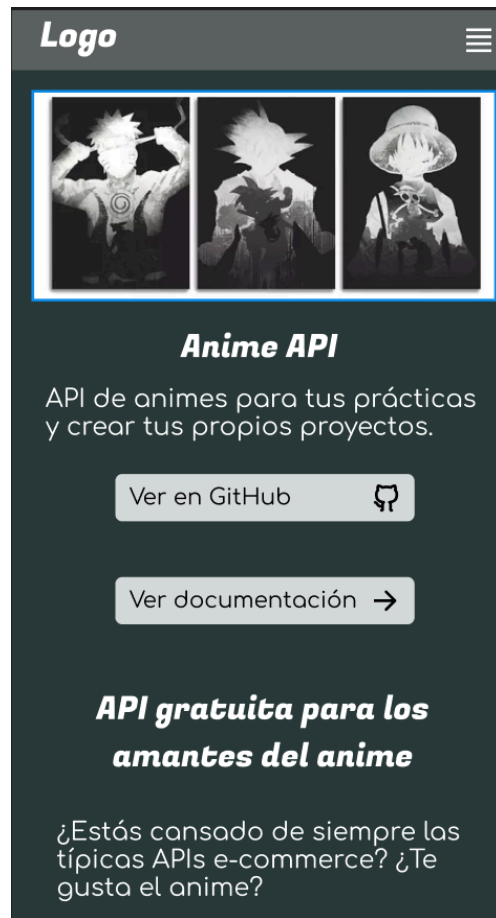 Logo
Anime API
API de animes para tus prácticas
y crear tus propios proyectos.
Ver en GitHub
Ver documentación
API gratuita para los
amantes del anime
¿Estás cansado de siempre las
típicas APIs e-commerce? ¿Te
gusta el anime?